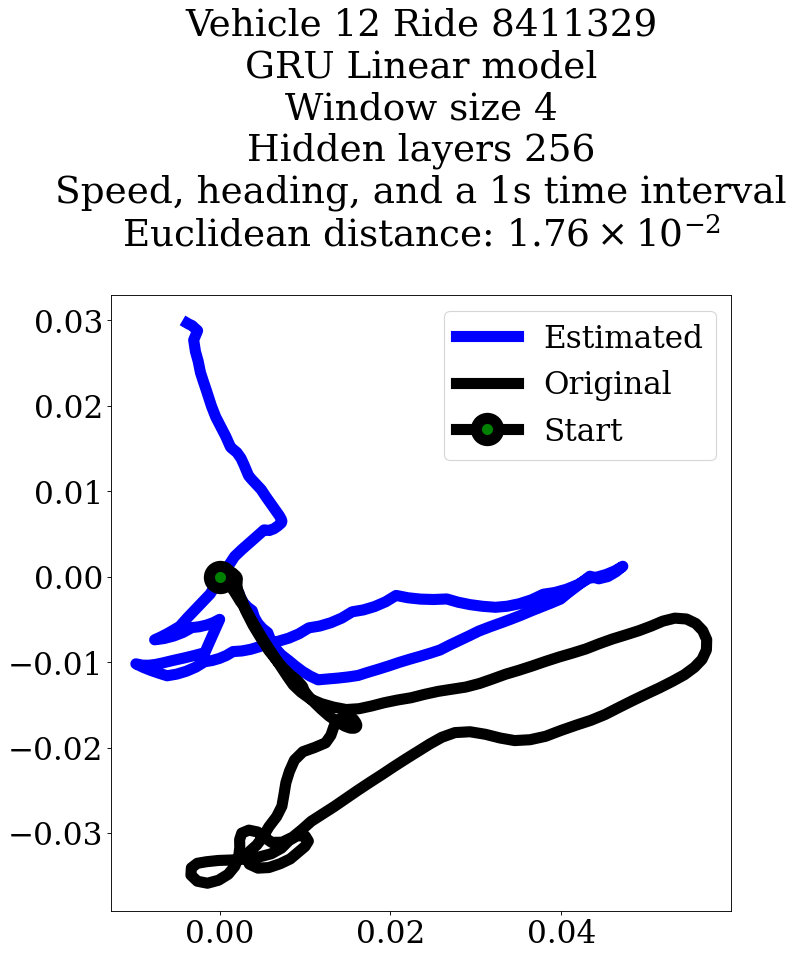 Vehicle 12 Ride 8411329
GRU Linear model
Window size 4
Hidden layers 256
Speed, heading, and a 1s time interval
Euclidean distance: 1.76 × 10⁻²
Estimated
Original
Start
0.03
0.02
0.01
0.00
−0.01
−0.02
−0.03
0.00 0.02 0.04